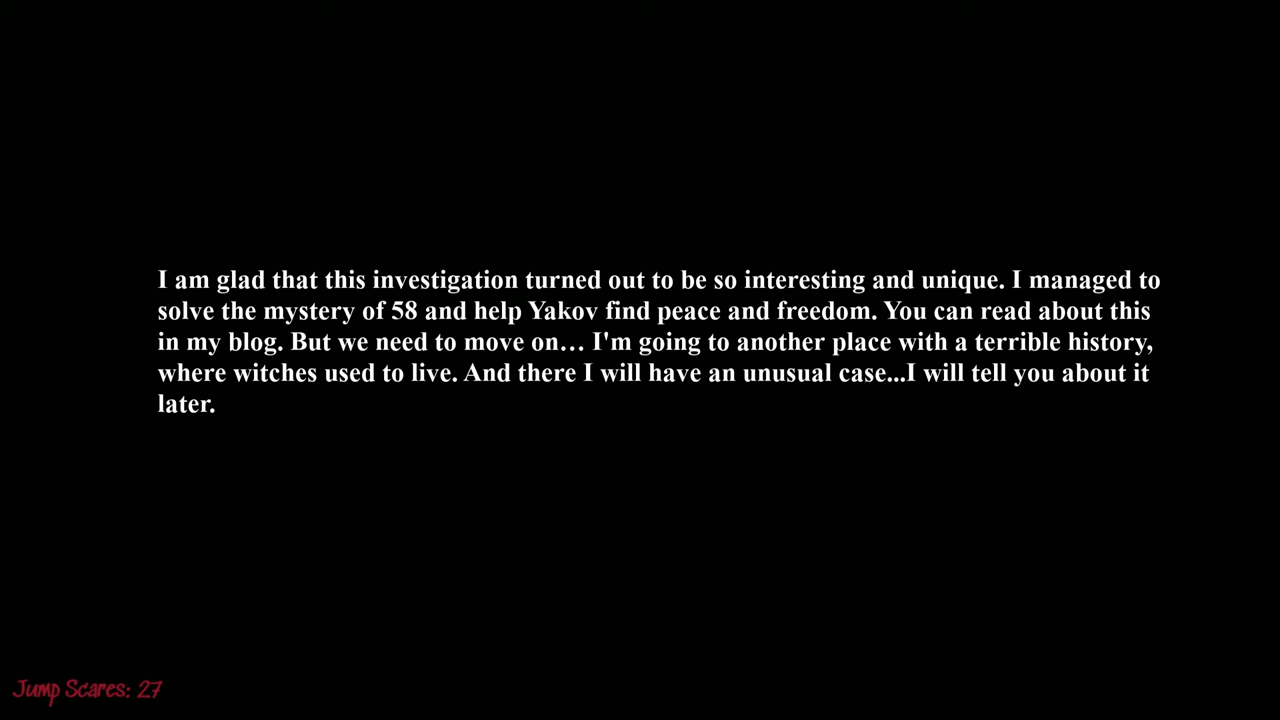 I am glad that this investigation turned out to be so interesting and unique. I managed to
solve the mystery of 58 and help Yakov find peace and freedom. You can read about this
in my blog. But we need to move on… I'm going to another place with a terrible history,
where witches used to live. And there I will have an unusual case...I will tell you about it
later.
Jump Scares: 27